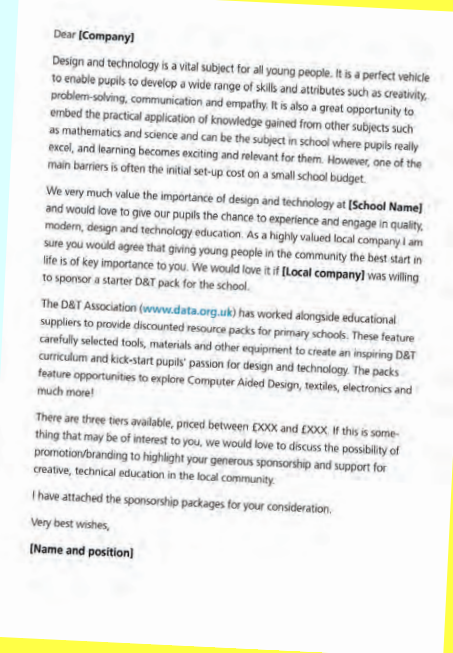 Dear [Company]
Design and technology is a vital subject for all young people. It is a perfect vehicle
to enable pupils to develop a wide range of skills and attributes such as creativity,
problem-solving, communication and empathy. It is also a great opportunity to
embed the practical application of knowledge gained from other subjects such
as mathematics and science and can be the subject in school where pupils really
excel, and learning becomes exciting and relevant for them. However, one of the
main barriers is often the initial set-up cost on a small school budget.
We very much value the importance of design and technology at [School Name]
and would love to give our pupils the chance to experience and engage in quality,
modern, design and technology education. As a highly valued local company I am
sure you would agree that giving young people in the community the best start in
life is of key importance to you. We would love it if [Local company] was willing
to sponsor a starter D&T pack for the school.
The D&T Association (www.data.org.uk) has worked alongside educational
suppliers to provide discounted resource packs for primary schools. These feature
carefully selected tools, materials and other equipment to create an inspiring D&T
curriculum and kick-start pupils' passion for design and technology. The packs
feature opportunities to explore Computer Aided Design, textiles, electronics and
much more!
There are three tiers available, priced between £XXX and £XXX. If this is some-
thing that may be of interest to you, we would love to discuss the possibility of
promotion/branding to highlight your generous sponsorship and support for
creative, technical education in the local community.
I have attached the sponsorship packages for your consideration.
Very best wishes,
[Name and position]